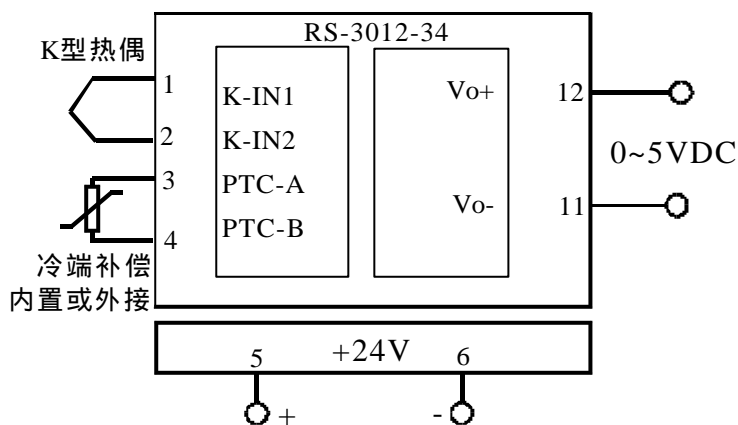 RS-3012-34
K型热偶
1
K-IN1
Vo+
12
2
K-IN2
0~5VDC
3
PTC-A
Vo-
11
4
PTC-B
冷端补偿
内置或外接
5
+24V
6
+
-